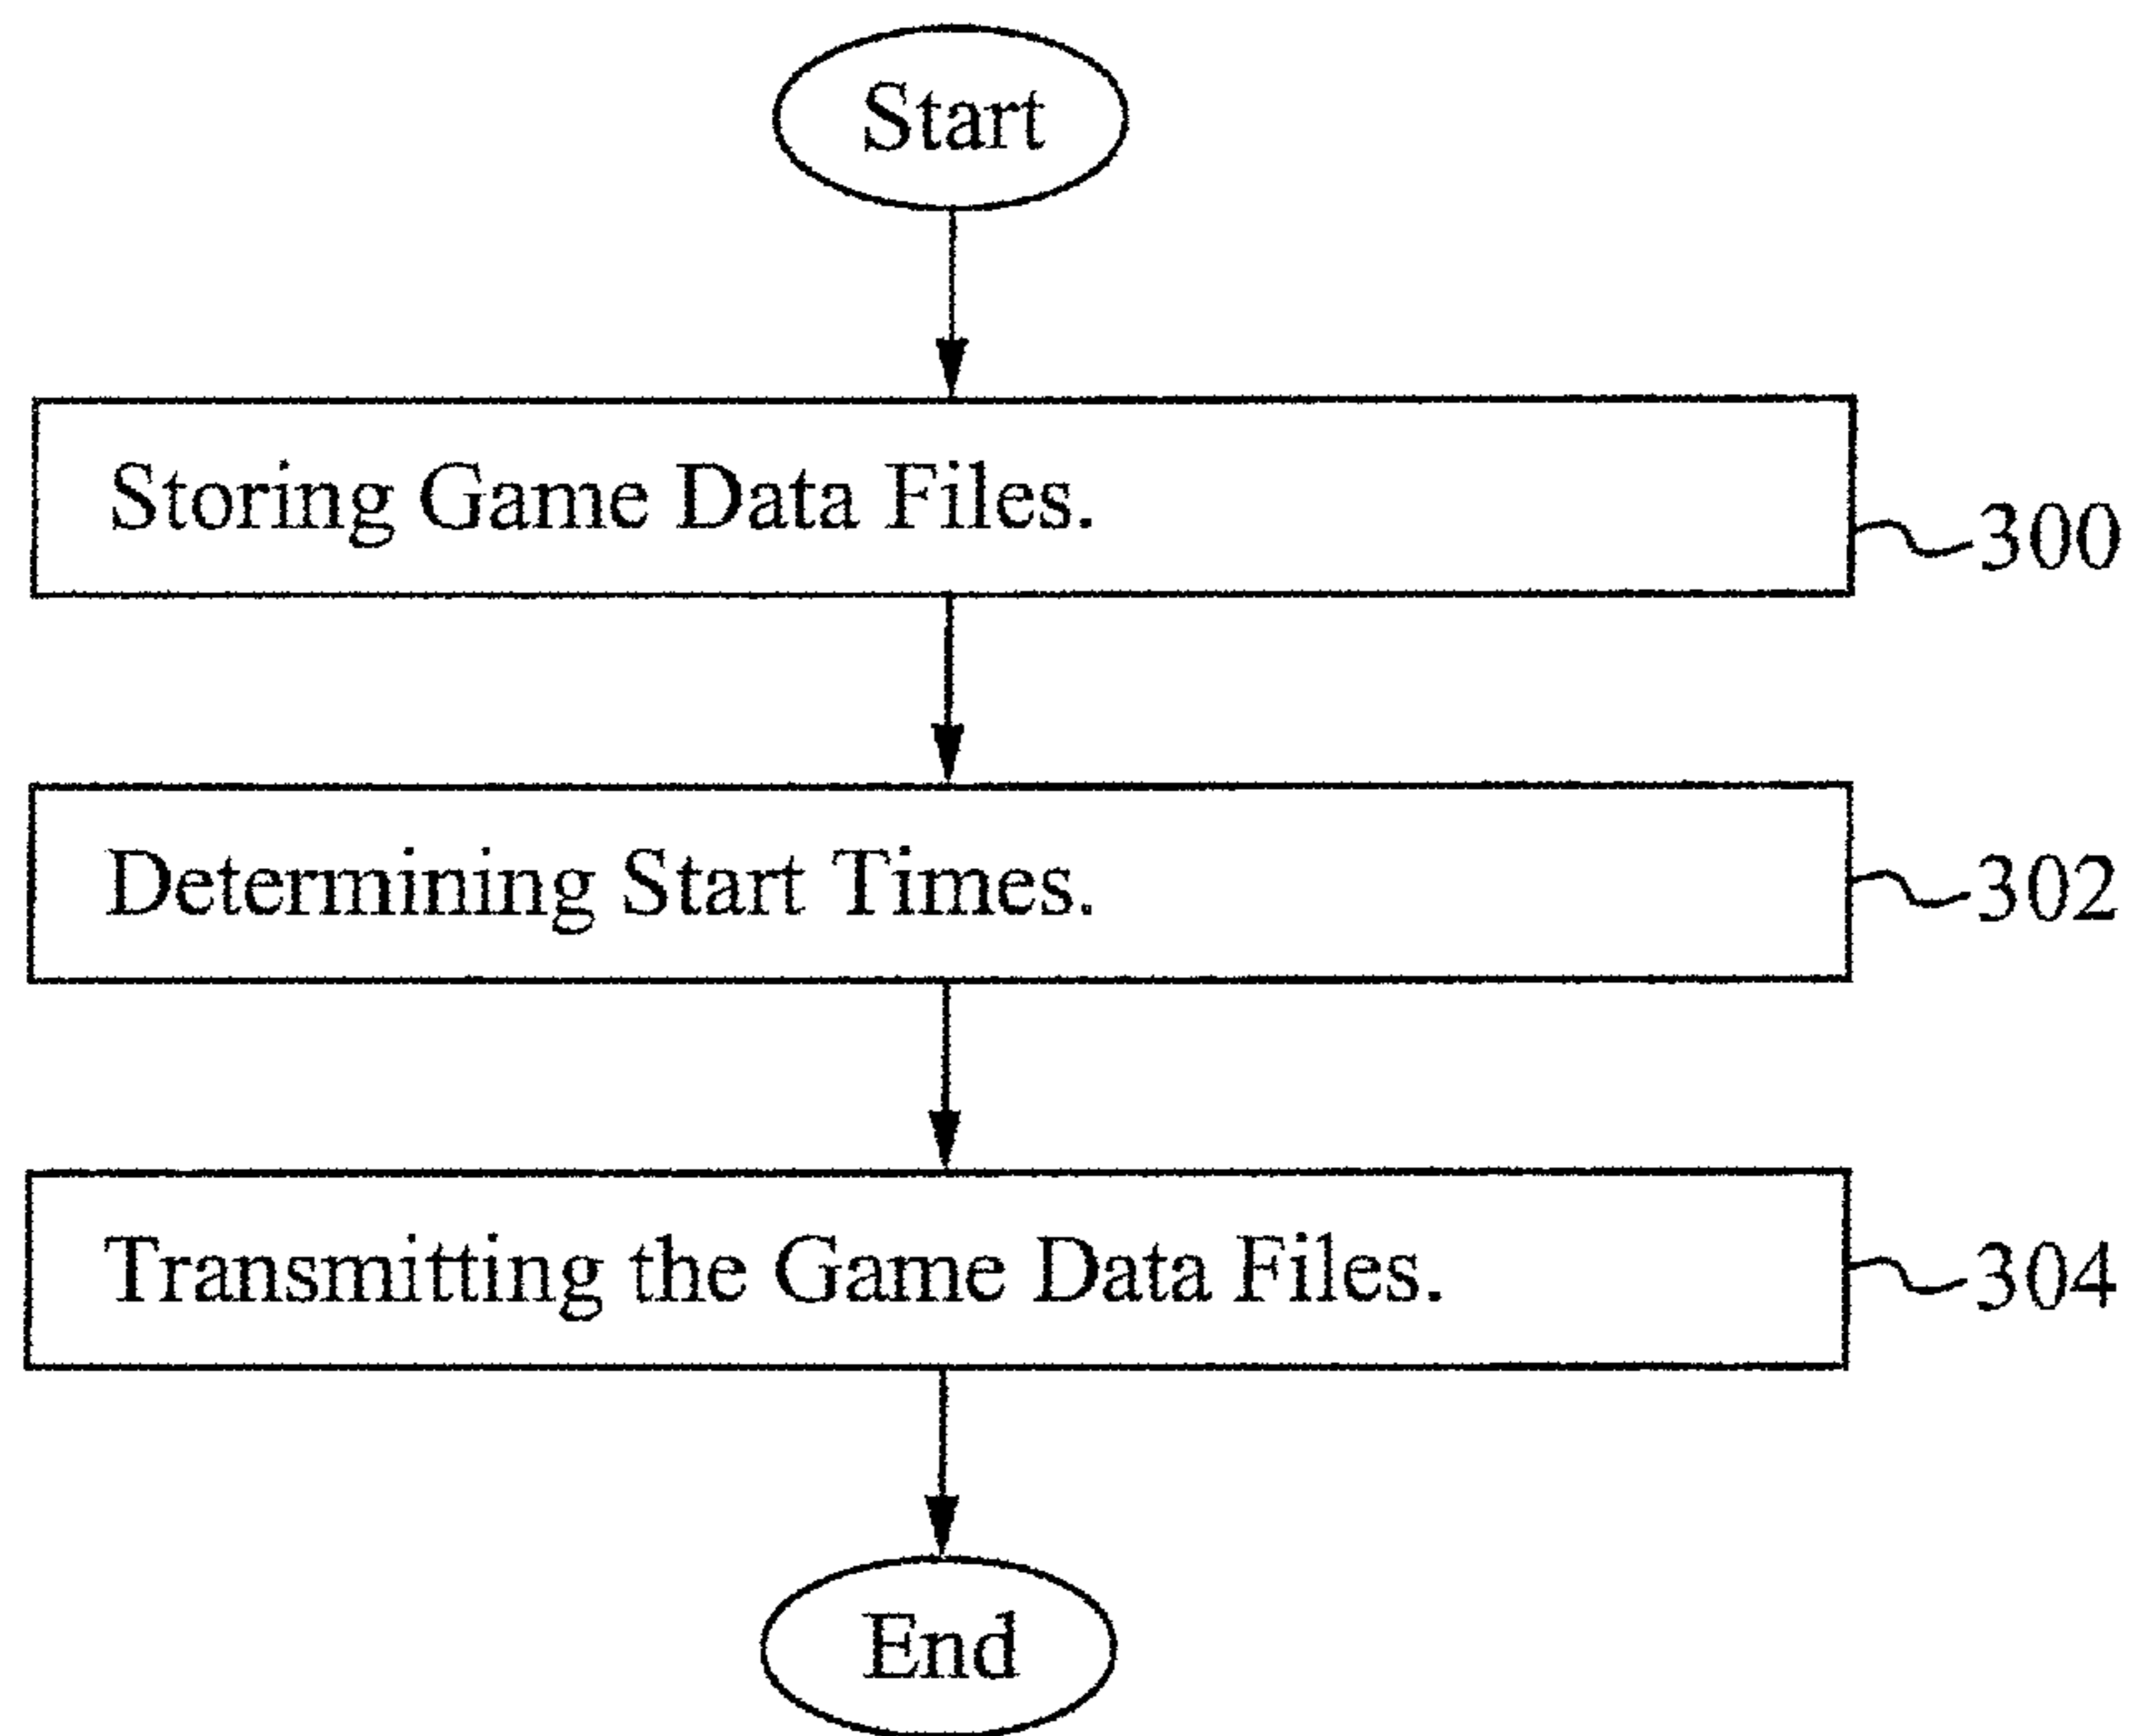 Start
Storing Game Data Files.
300
Determining Start Times.
302
Transmitting the Game Data Files.
304
End